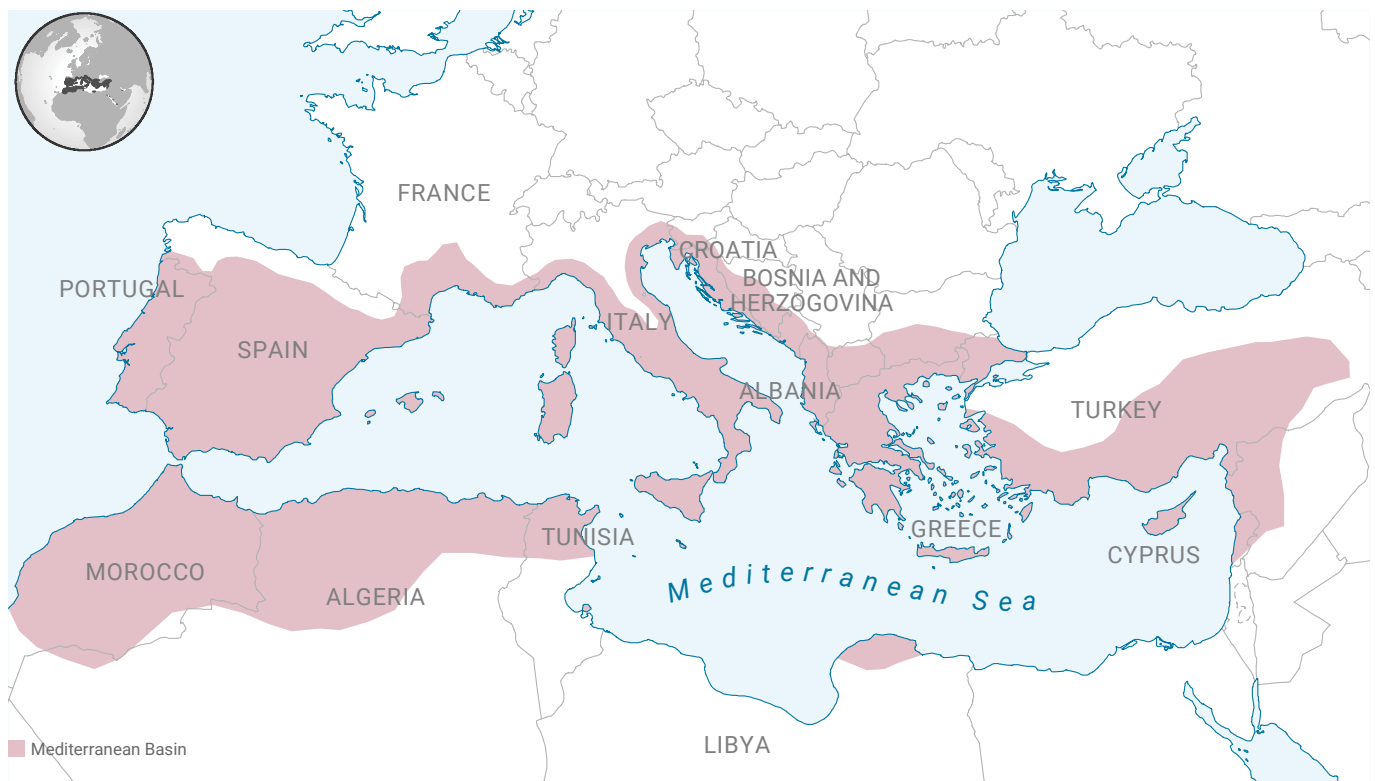 FRANCE
CROATIA
BOSNIA AND
HERZOGOVINA
PORTUGAL
ITALY
SPAIN
ALBANIA
TURKEY
GREECE
TUNISIA
CYPRUS
MOROCCO
ALGERIA
Mediterranean Sea
LIBYA
Mediterranean Basin